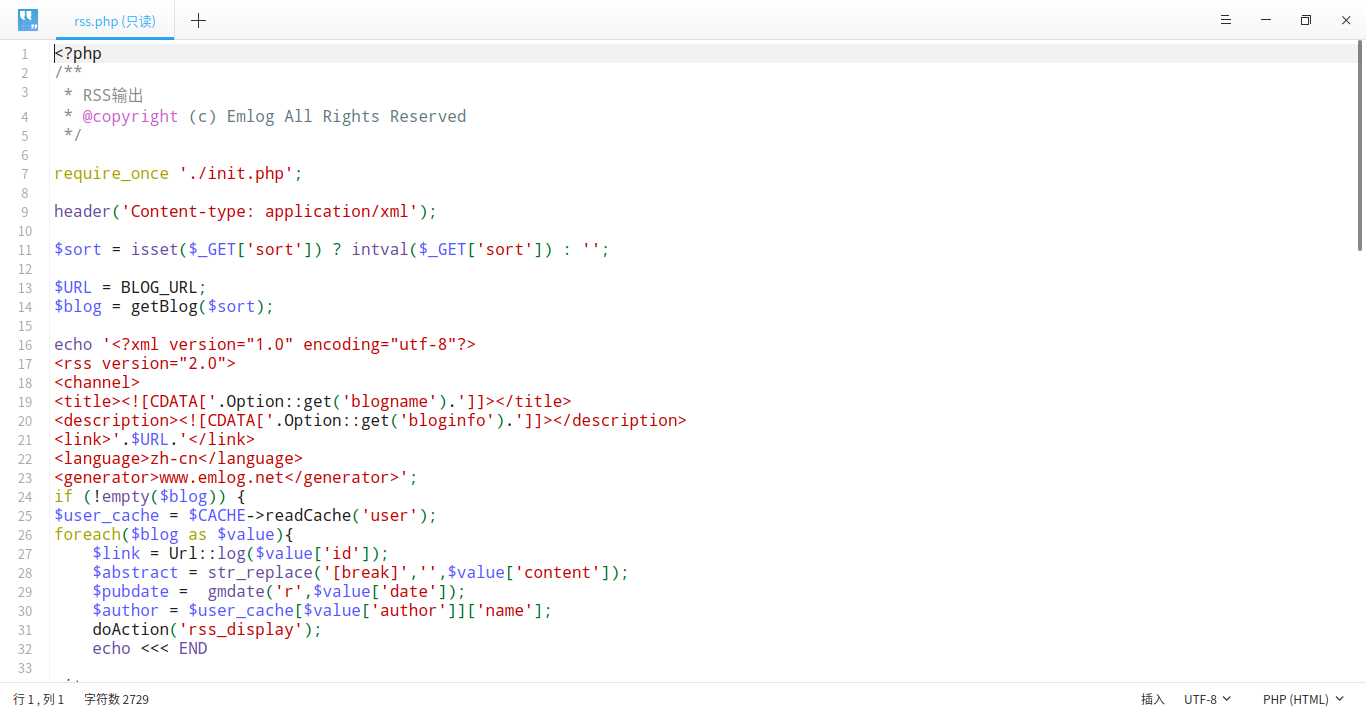 rss.php (只读)
1 <?php
2 /**
3  * RSS输出
4  * @copyright (c) Emlog All Rights Reserved
5  */
6
7 require_once './init.php';
8
9 header('Content-type: application/xml');
10
11 $sort = isset($_GET['sort']) ? intval($_GET['sort']) : '';
12
13 $URL = BLOG_URL;
14 $blog = getBlog($sort);
15
16 echo '<?xml version="1.0" encoding="utf-8"?>
17 <rss version="2.0">
18 <channel>
19 <title><![CDATA['.Option::get('blogname').']]></title>
20 <description><![CDATA['.Option::get('bloginfo').']]></description>
21 <link>'.$URL.'</link>
22 <language>zh-cn</language>
23 <generator>www.emlog.net</generator>';
24 if (!empty($blog)) {
25 $user_cache = $CACHE->readCache('user');
26 foreach($blog as $value){
27     $link = Url::log($value['id']);
28     $abstract = str_replace('[break]','',$value['content']);
29     $pubdate =  gmdate('r',$value['date']);
30     $author = $user_cache[$value['author']]['name'];
31     doAction('rss_display');
32     echo <<< END
33
行 1 , 列 1 字符数 2729 插入 UTF-8 PHP (HTML)